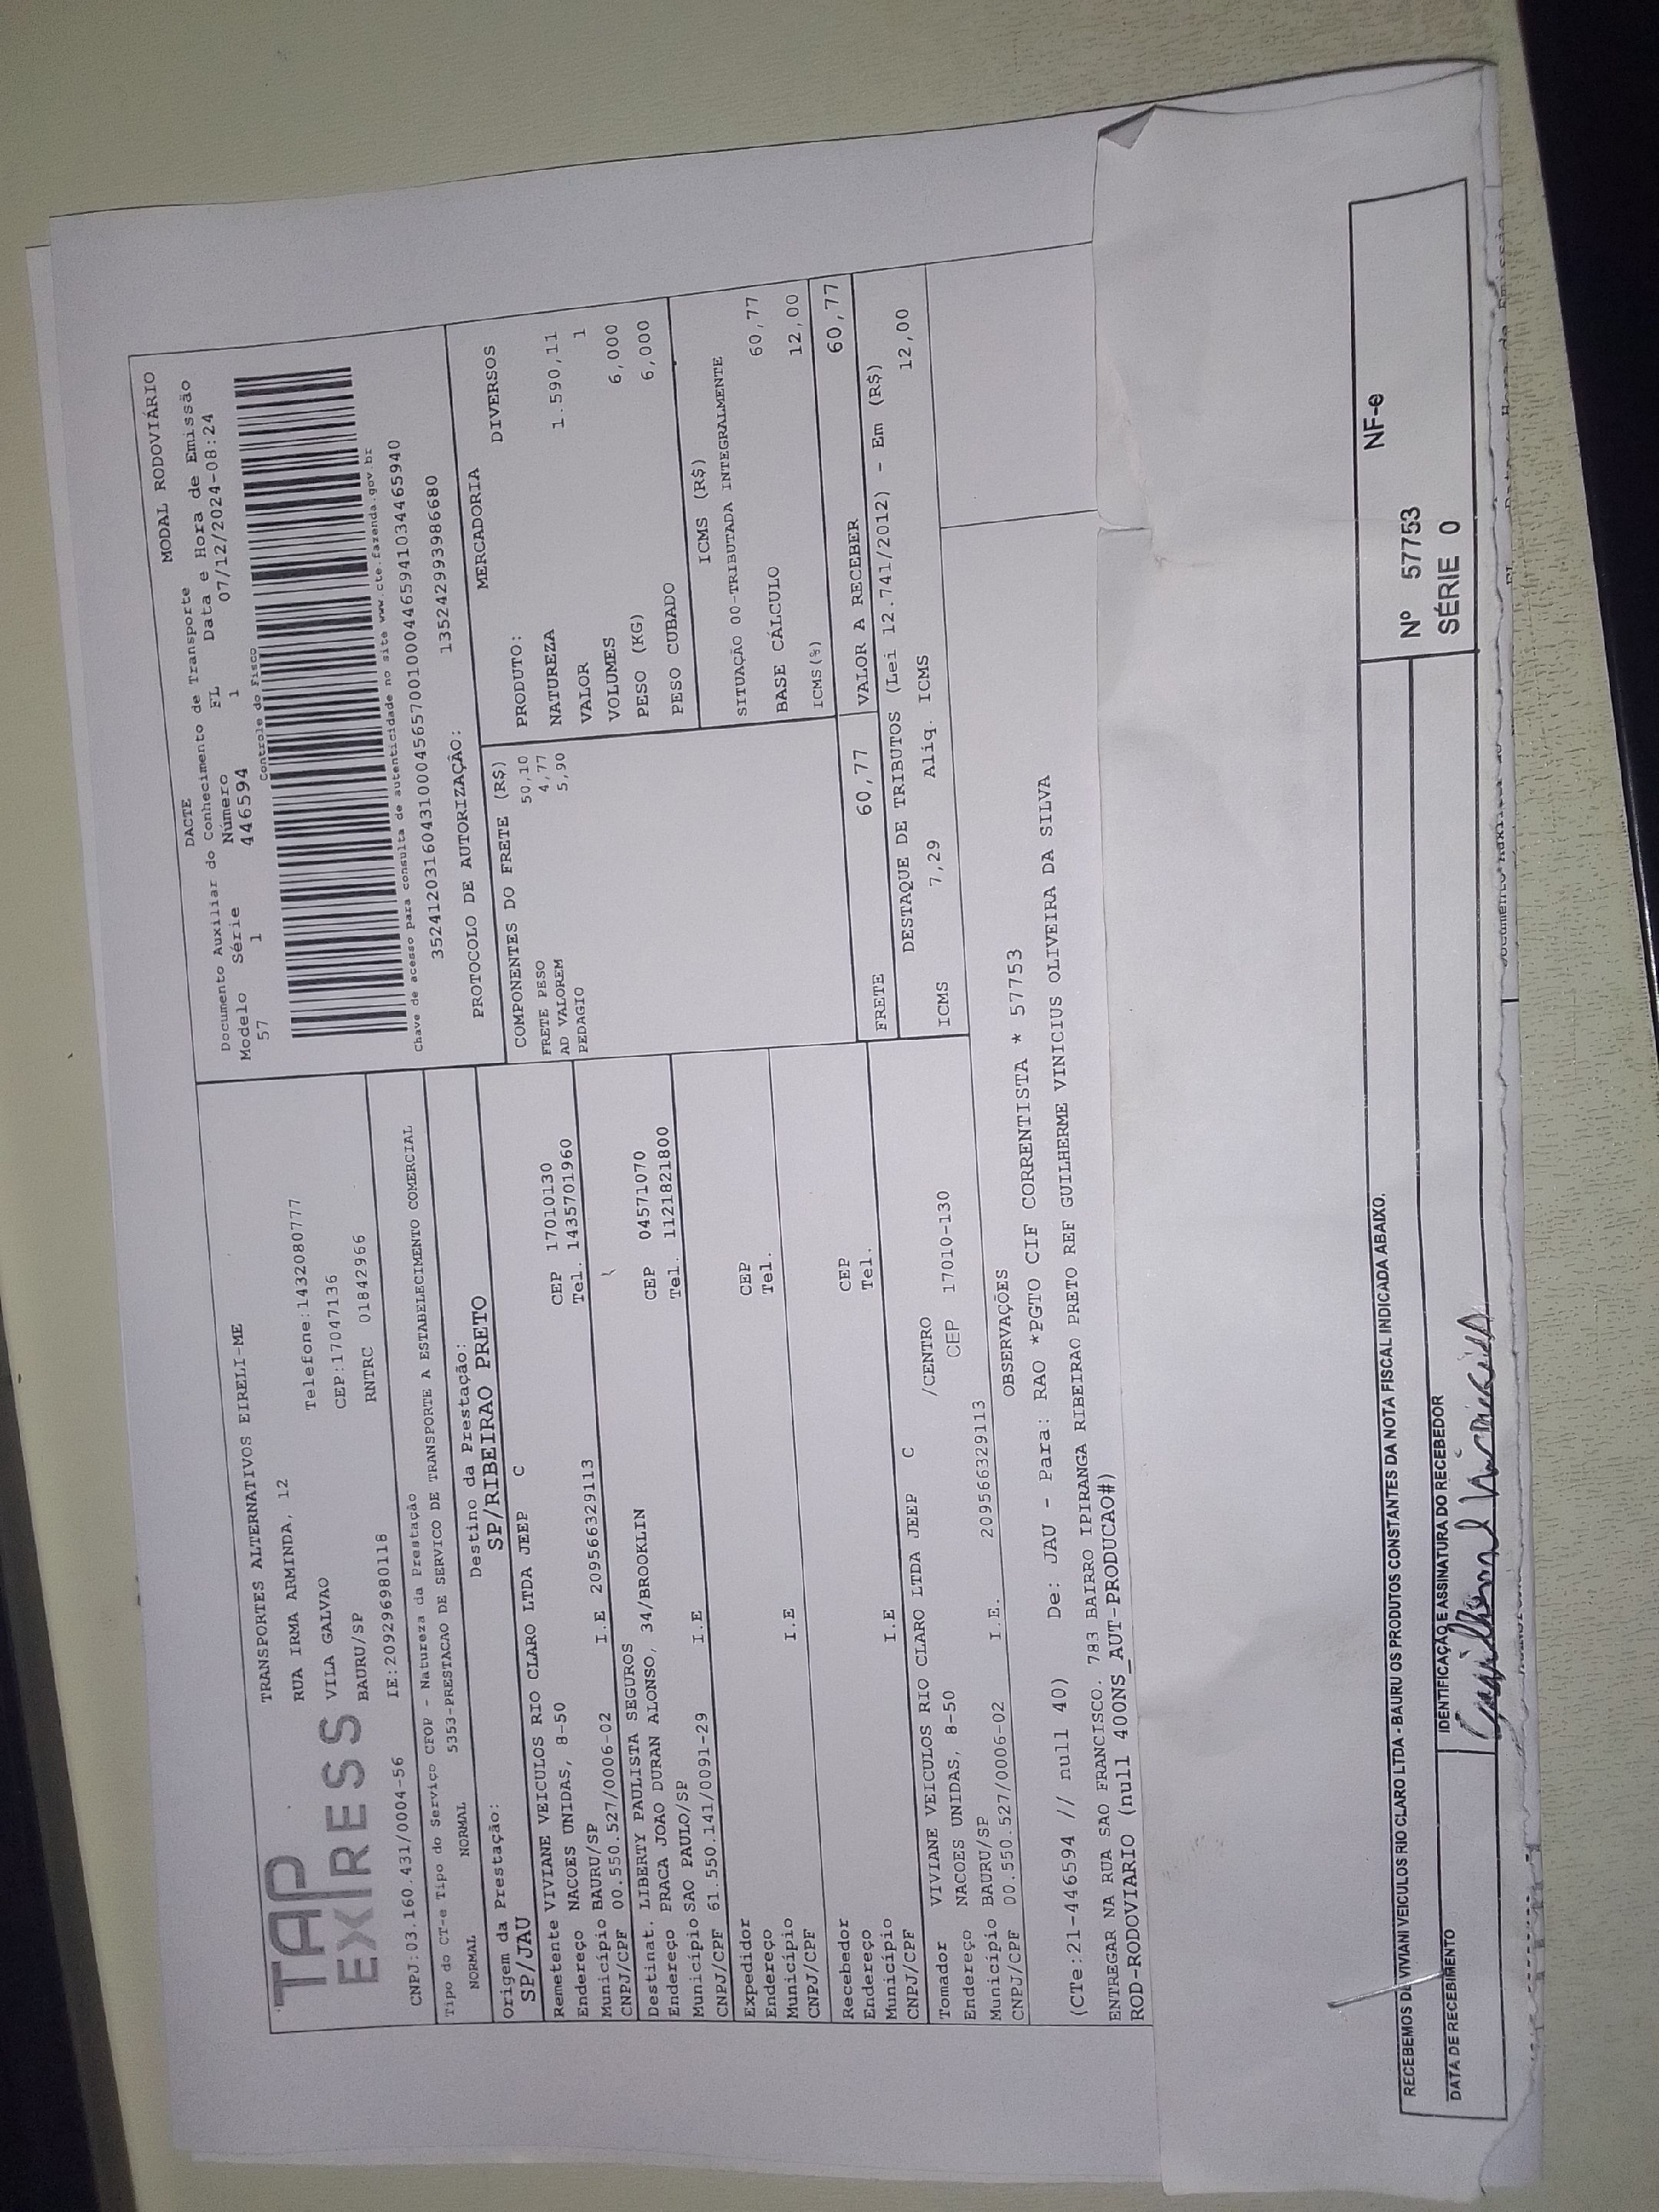 TAP
EXPRESS
TRANSPORTES ALTERNATIVOS EIRELI-ME
RUA IRMA ARMINDA, 12
Telefone:1432080777
VILA GALVAO
CEP:17047136
BAURU/SP
RNTRC 01842966
CNPJ:03.160.431/0004-56 IE:209296980118
MODAL RODOVIÁRIO
DACTE
Documento Auxiliar do Conhecimento de Transporte
Modelo Série Número FL Data e Hora de Emissão
57 1 446594 1 07/12/2024-08:24
Controle do Fisco
Chave de acesso para consulta de autenticidade no site www.cte.fazenda.gov.br
35241203160431000456570010004465941034465940
PROTOCOLO DE AUTORIZAÇÃO: 135242993986680
Tipo do CT-e Tipo do Serviço CFOP - Natureza da Prestação
NORMAL NORMAL 5353-PRESTACAO DE SERVICO DE TRANSPORTE A ESTABELECIMENTO COMERCIAL
Origem da Prestação: Destino da Prestação:
SP/JAU SP/RIBEIRAO PRETO
Remetente VIVIANE VEICULOS RIO CLARO LTDA JEEP C
Endereço NACOES UNIDAS, 8-50 CEP 17010130
Município BAURU/SP Tel. 1435701960
CNPJ/CPF 00.550.527/0006-02 I.E 209566329113
Destinat. LIBERTY PAULISTA SEGUROS
Endereço PRACA JOAO DURAN ALONSO, 34/BROOKLIN CEP 04571070
Município SAO PAULO/SP Tel. 1121821800
CNPJ/CPF 61.550.141/0091-29 I.E
Expedidor
Endereço CEP
Município Tel.
CNPJ/CPF I.E
Recebedor
Endereço CEP
Município Tel.
CNPJ/CPF I.E
Tomador VIVIANE VEICULOS RIO CLARO LTDA JEEP C
Endereço NACOES UNIDAS, 8-50 /CENTRO
Município BAURU/SP CEP 17010-130
CNPJ/CPF 00.550.527/0006-02 I.E. 209566329113
COMPONENTES DO FRETE (R$)
FRETE PESO 50,10
AD VALOREM 4,77
PEDAGIO 5,90
MERCADORIA
PRODUTO: DIVERSOS
NATUREZA
VALOR 1.590,11
VOLUMES 1
PESO (KG) 6,000
PESO CUBADO 6,000
ICMS (R$)
SITUAÇÃO 00-TRIBUTADA INTEGRALMENTE
BASE CÁLCULO 60,77
ICMS(%) 12,00
FRETE 60,77 VALOR A RECEBER 60,77
DESTAQUE DE TRIBUTOS (Lei 12.741/2012) - Em (R$)
ICMS 7,29 Aliq. ICMS 12,00
OBSERVAÇÕES
(CTe:21-446594 // null 40) De: JAU - Para: RAO *PGTO CIF CORRENTISTA * 57753
ENTREGAR NA RUA SAO FRANCISCO. 783 BAIRRO IPIRANGA RIBEIRAO PRETO REF GUILHERME VINICIUS OLIVEIRA DA SILVA
ROD-RODOVIARIO (null 400NS_AUT-PRODUCAO#)
RECEBEMOS DE VIVIANI VEICULOS RIO CLARO LTDA - BAURU OS PRODUTOS CONSTANTES DA NOTA FISCAL INDICADA ABAIXO.
DATA DE RECEBIMENTO
IDENTIFICAÇÃO E ASSINATURA DO RECEBEDOR
NF-e
Nº 57753
SÉRIE 0